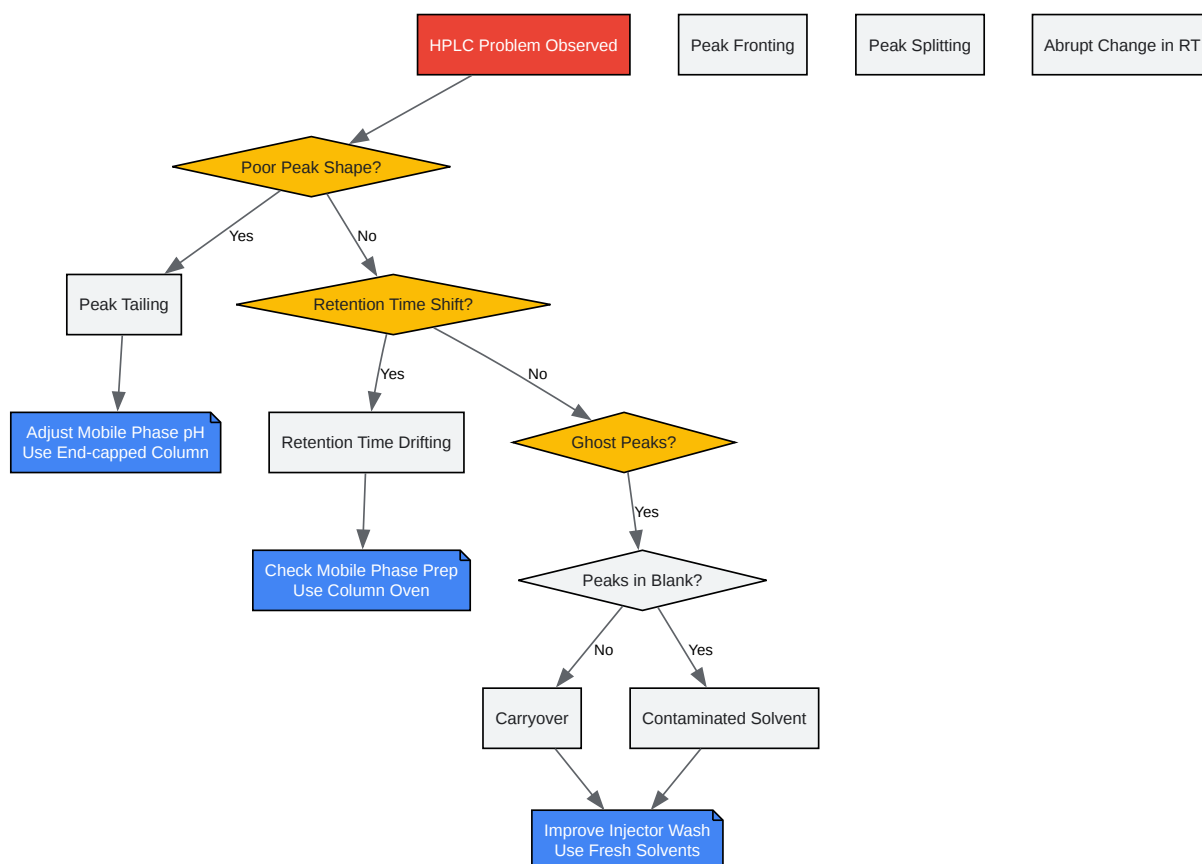 HPLC Problem Observed
Peak Fronting
Peak Splitting
Abrupt Change in RT
Poor Peak Shape?
Yes
No
Peak Tailing
Retention Time Shift?
Yes
No
Adjust Mobile Phase pH
Use End-capped Column
Retention Time Drifting
Ghost Peaks?
Yes
Check Mobile Phase Prep
Use Column Oven
Peaks in Blank?
No
Yes
Carryover
Contaminated Solvent
Improve Injector Wash
Use Fresh Solvents